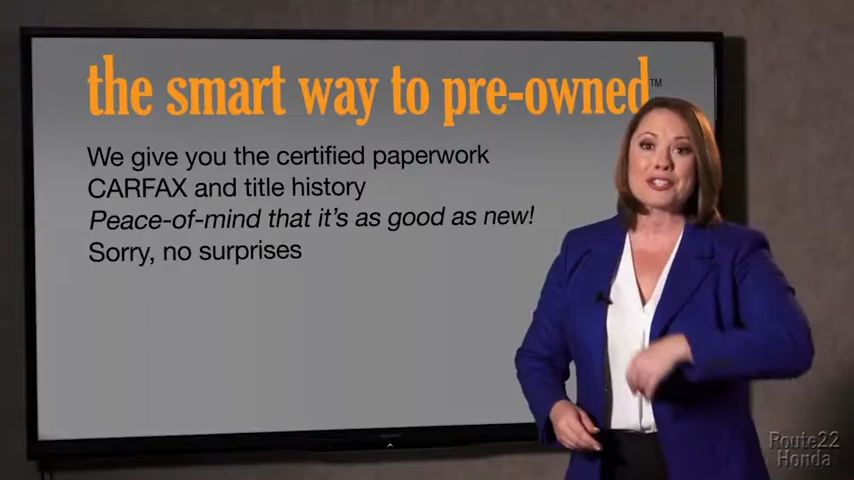 the smart way to pre-owned™
We give you the certified paperwork
CARFAX and title history
Peace-of-mind that it's as good as new!
Sorry, no surprises
Route22
Honda